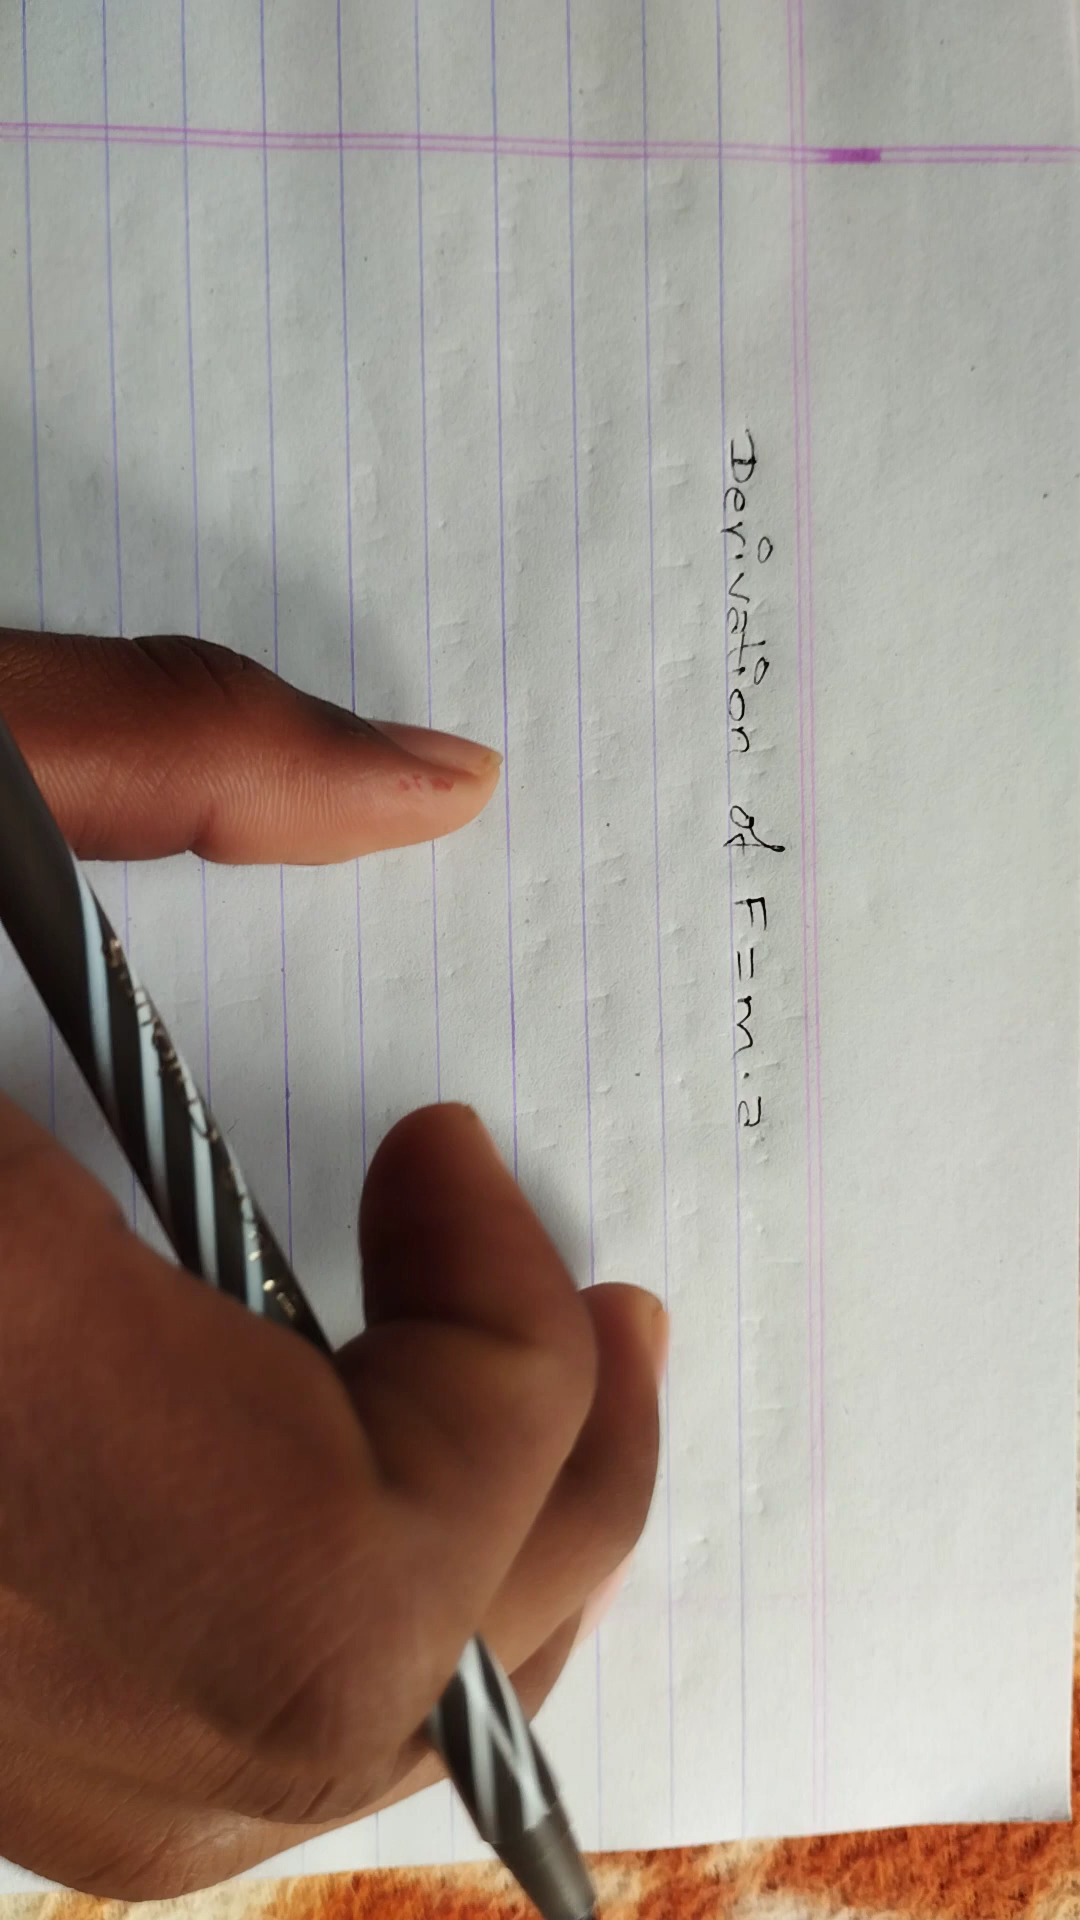 Derivation of F = m . a